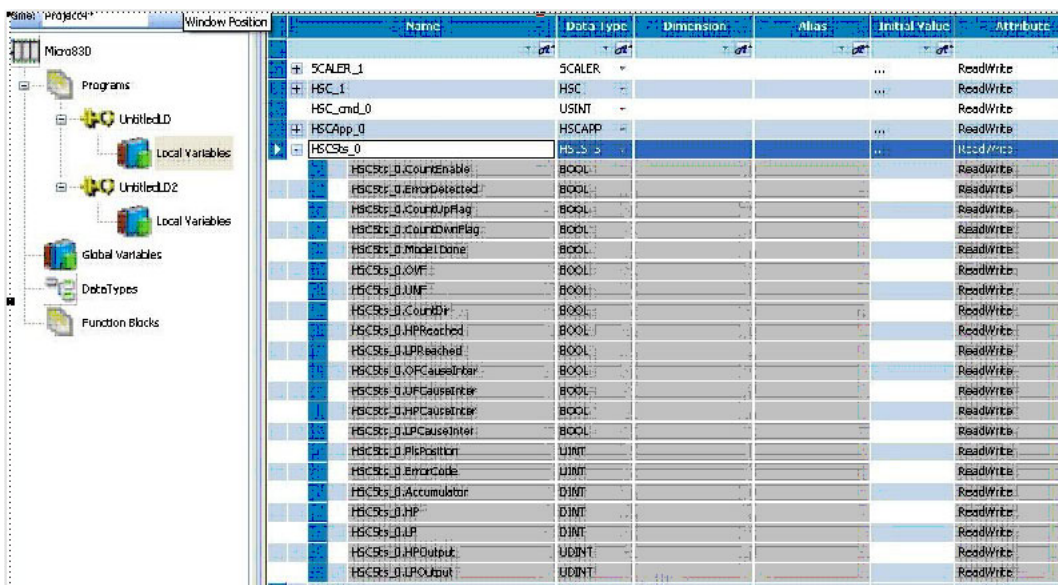 Name: Project4*
Window Position
Micro830
Programs
UntitledLD
Local Variables
UntitledLD2
Local Variables
Global Variables
DataTypes
Function Blocks
Name Data Type Dimension Alias Initial Value Attribute
SCALER_1 SCALER ... ReadWrite
HSC_1 HSC ... ReadWrite
HSC_cmd_0 USINT ReadWrite
HSCApp_0 HSCAPP ... ReadWrite
HSCSts_0 HSCSTS ... ReadWrite
HSCSts_0.CountEnable BOOL ReadWrite
HSCSts_0.ErrorDetected BOOL ReadWrite
HSCSts_0.CountUpFlag BOOL ReadWrite
HSCSts_0.CountDwnFlag BOOL ReadWrite
HSCSts_0.Mode1Done BOOL ReadWrite
HSCSts_0.OVF BOOL ReadWrite
HSCSts_0.UNF BOOL ReadWrite
HSCSts_0.CountDir BOOL ReadWrite
HSCSts_0.HPReached BOOL ReadWrite
HSCSts_0.LPReached BOOL ReadWrite
HSCSts_0.OFCauseInter BOOL ReadWrite
HSCSts_0.UFCauseInter BOOL ReadWrite
HSCSts_0.HPCauseInter BOOL ReadWrite
HSCSts_0.LPCauseInter BOOL ReadWrite
HSCSts_0.PlsPosition UINT ReadWrite
HSCSts_0.ErrorCode UINT ReadWrite
HSCSts_0.Accumulator DINT ReadWrite
HSCSts_0.HP DINT ReadWrite
HSCSts_0.LP DINT ReadWrite
HSCSts_0.HPOutput UDINT ReadWrite
HSCSts_0.LPOutput UDINT ReadWrite